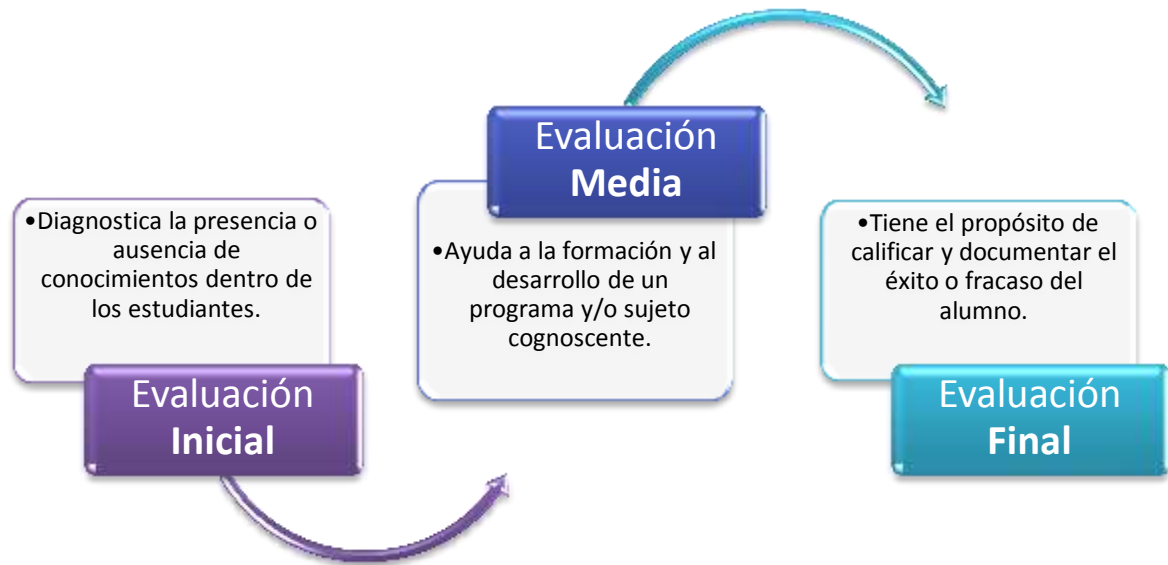 •Diagnostica la presencia o
ausencia de
conocimientos dentro de
los estudiantes.
Evaluación
Inicial
Evaluación
Media
•Ayuda a la formación y al
desarrollo de un
programa y/o sujeto
cognoscente.
•Tiene el propósito de
calificar y documentar el
éxito o fracaso del
alumno.
Evaluación
Final